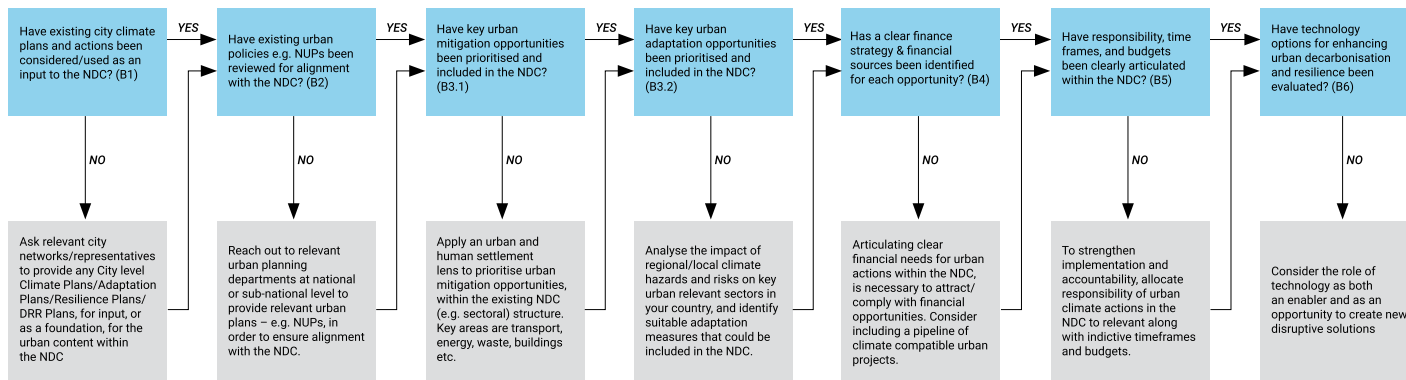 Have existing city climate
plans and actions been
considered/used as an
input to the NDC? (B1)
YES
Have existing urban
policies e.g. NUPs been
reviewed for alignment
with the NDC? (B2)
YES
Have key urban
mitigation opportunities
been prioritised and
included in the NDC?
(B3.1)
YES
Have key urban
adaptation opportunities
been prioritised and
included in the NDC?
(B3.2)
YES
Has a clear finance
strategy & financial
sources been identified
for each opportunity? (B4)
YES
Have responsibility, time
frames, and budgets
been clearly articulated
within the NDC? (B5)
YES
Have technology
options for enhancing
urban decarbonisation
and resilience been
evaluated? (B6)
NO
NO
NO
NO
NO
NO
NO
Ask relevant city
networks/representatives
to provide any City level
Climate Plans/Adaptation
Plans/Resilience Plans/
DRR Plans, for input, or
as a foundation, for the
urban content within
the NDC
Reach out to relevant
urban planning
departments at national
or sub-national level to
provide relevant urban
plans – e.g. NUPs, in
order to ensure alignment
with the NDC.
Apply an urban and
human settlement
lens to prioritise urban
mitigation opportunities,
within the existing NDC
(e.g. sectoral) structure.
Key areas are transport,
energy, waste, buildings
etc.
Analyse the impact of
regional/local climate
hazards and risks on key
urban relevant sectors in
your country, and identify
suitable adaptation
measures that could be
included in the NDC.
Articulating clear
financial needs for urban
actions within the NDC,
is necessary to attract/
comply with financial
opportunities. Consider
including a pipeline of
climate compatible urban
projects.
To strengthen
implementation and
accountability, allocate
responsibility of urban
climate actions in the
NDC to relevant along
with indictive timeframes
and budgets.
Consider the role of
technology as both
an enabler and as an
opportunity to create new
disruptive solutions